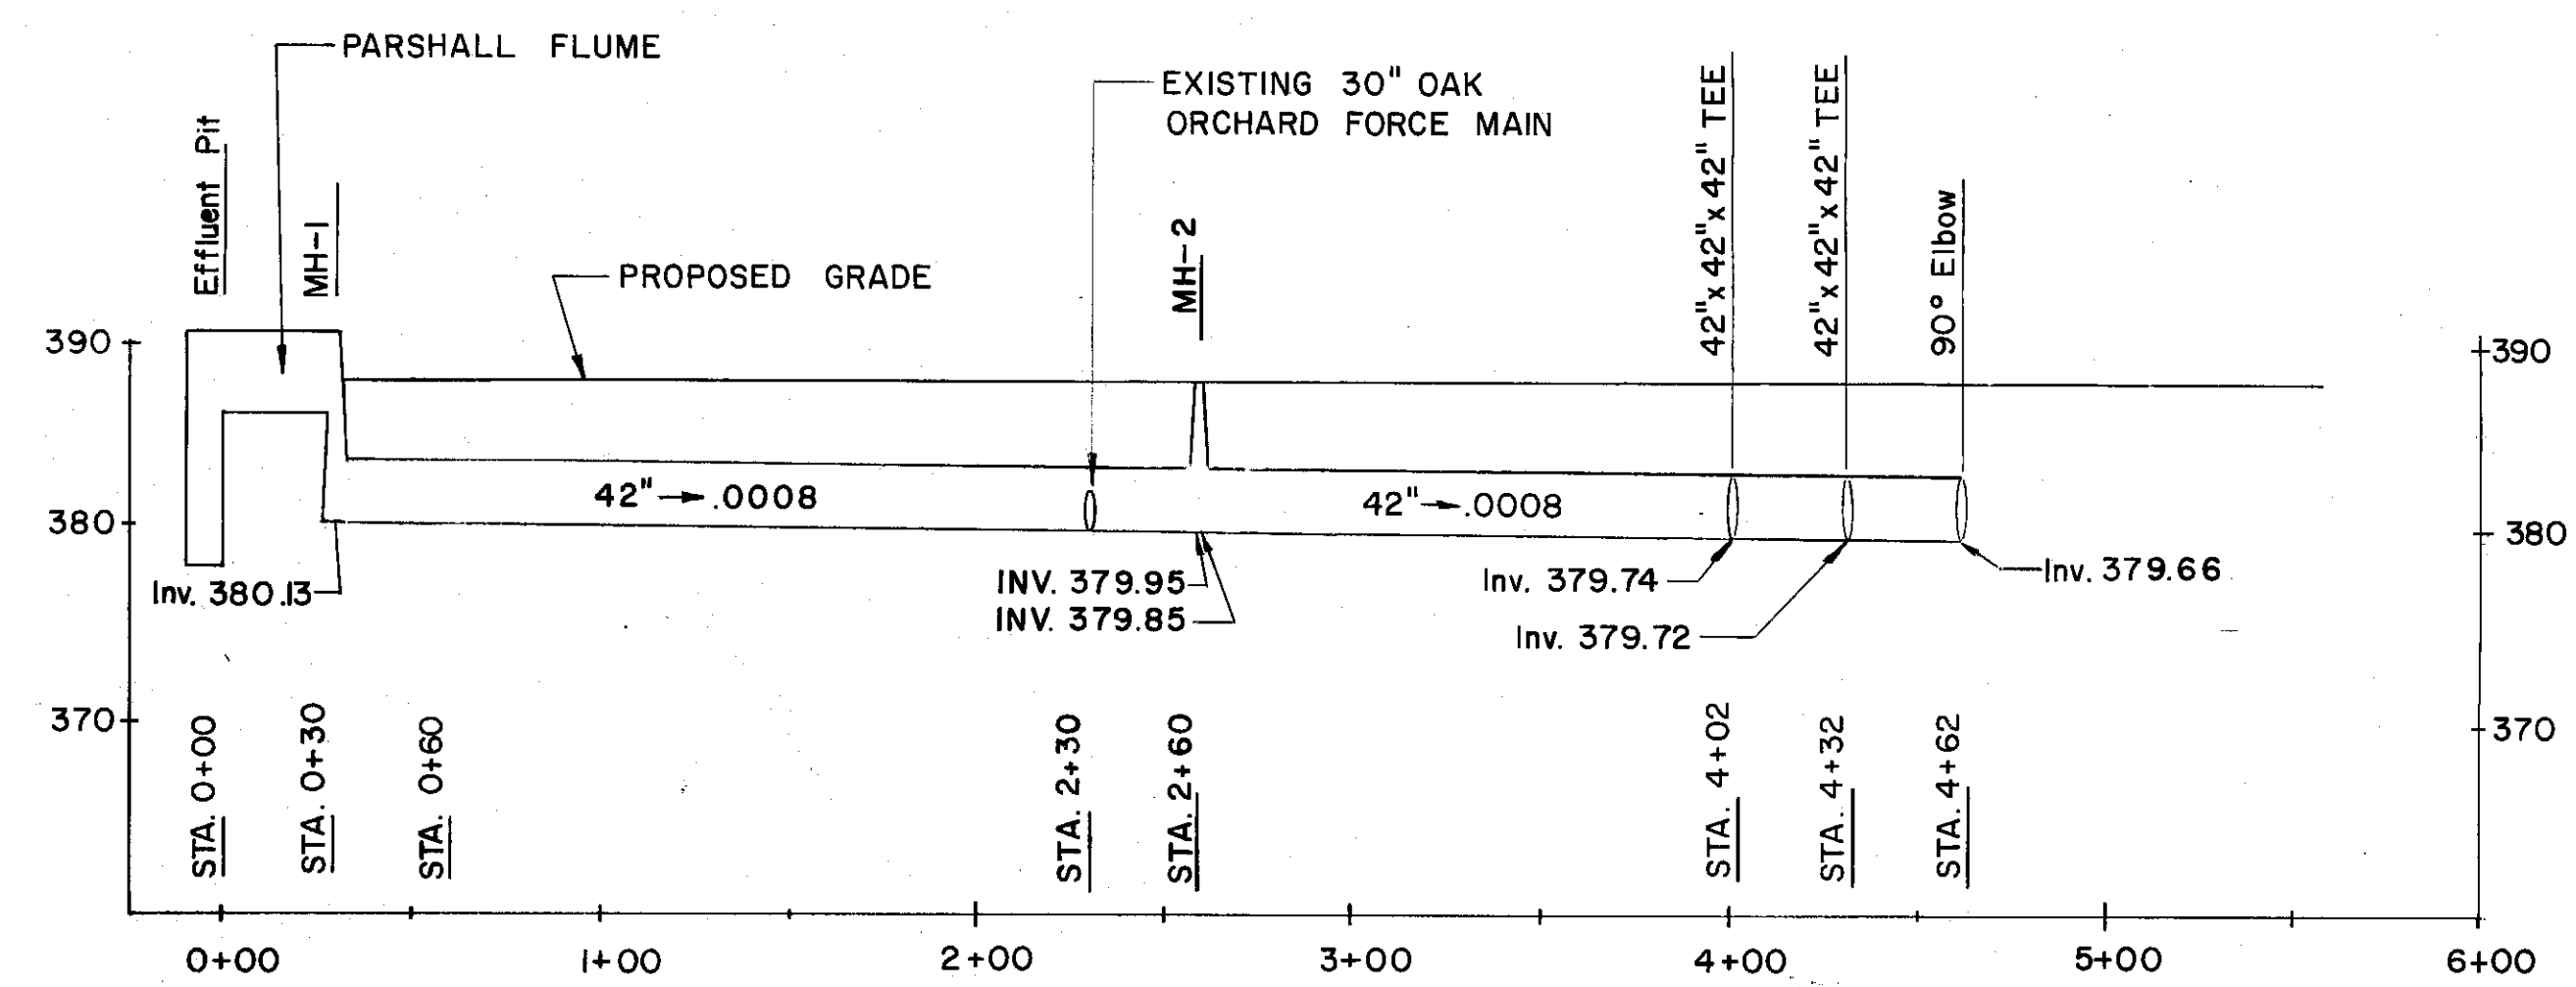 PARSHALL FLUME
EXISTING 30" OAK
ORCHARD FORCE MAIN
Effluent Pit
MH-1
PROPOSED GRADE
MH-2
42"x 42"x 42" TEE
42"x 42"x 42" TEE
90° Elbow
390
390
42" .0008
42" .0008
380
380
Inv. 380.13
INV. 379.95
INV. 379.85
Inv. 379.74
Inv. 379.72
Inv. 379.66
370
370
STA. 0+00
STA. 0+30
STA. 0+60
STA. 2+30
STA. 2+60
STA. 4+02
STA. 4+32
STA. 4+62
0+00
1+00
2+00
3+00
4+00
5+00
6+00